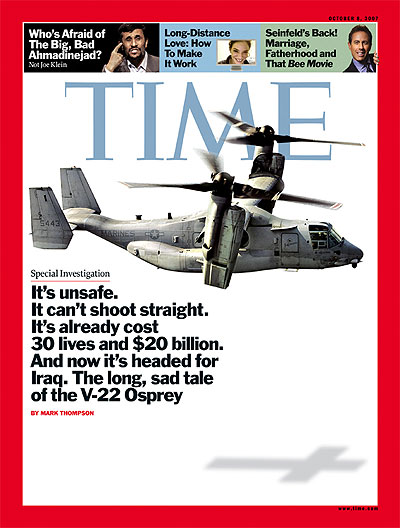 OCTOBER 8, 2007
Who's Afraid of
The Big, Bad
Ahmadinejad?
Not Joe Klein
Long-Distance
Love: How
To Make
It Work
Seinfeld's Back!
Marriage,
Fatherhood and
That Bee Movie
TIME
5443
MARINES
Special Investigation
It's unsafe.
It can't shoot straight.
It's already cost
30 lives and $20 billion.
And now it's headed for
Iraq. The long, sad tale
of the V-22 Osprey
BY MARK THOMPSON
www.time.com